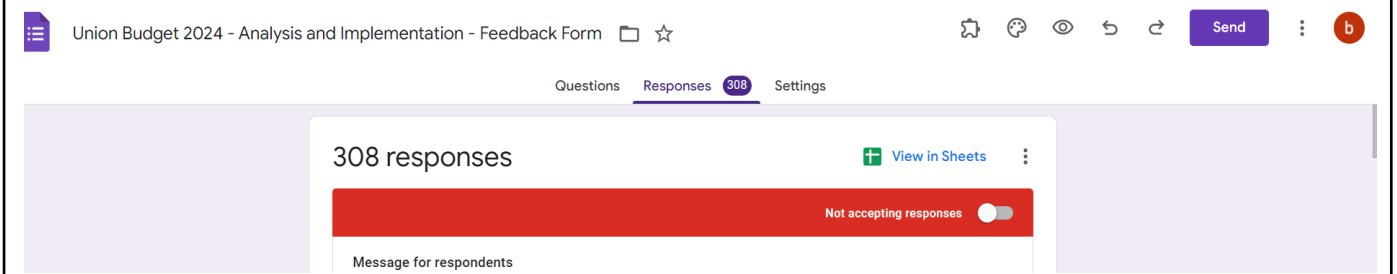 Union Budget 2024 - Analysis and Implementation - Feedback Form
Send
b
Questions Responses 308 Settings
308 responses
View in Sheets
Not accepting responses
Message for respondents